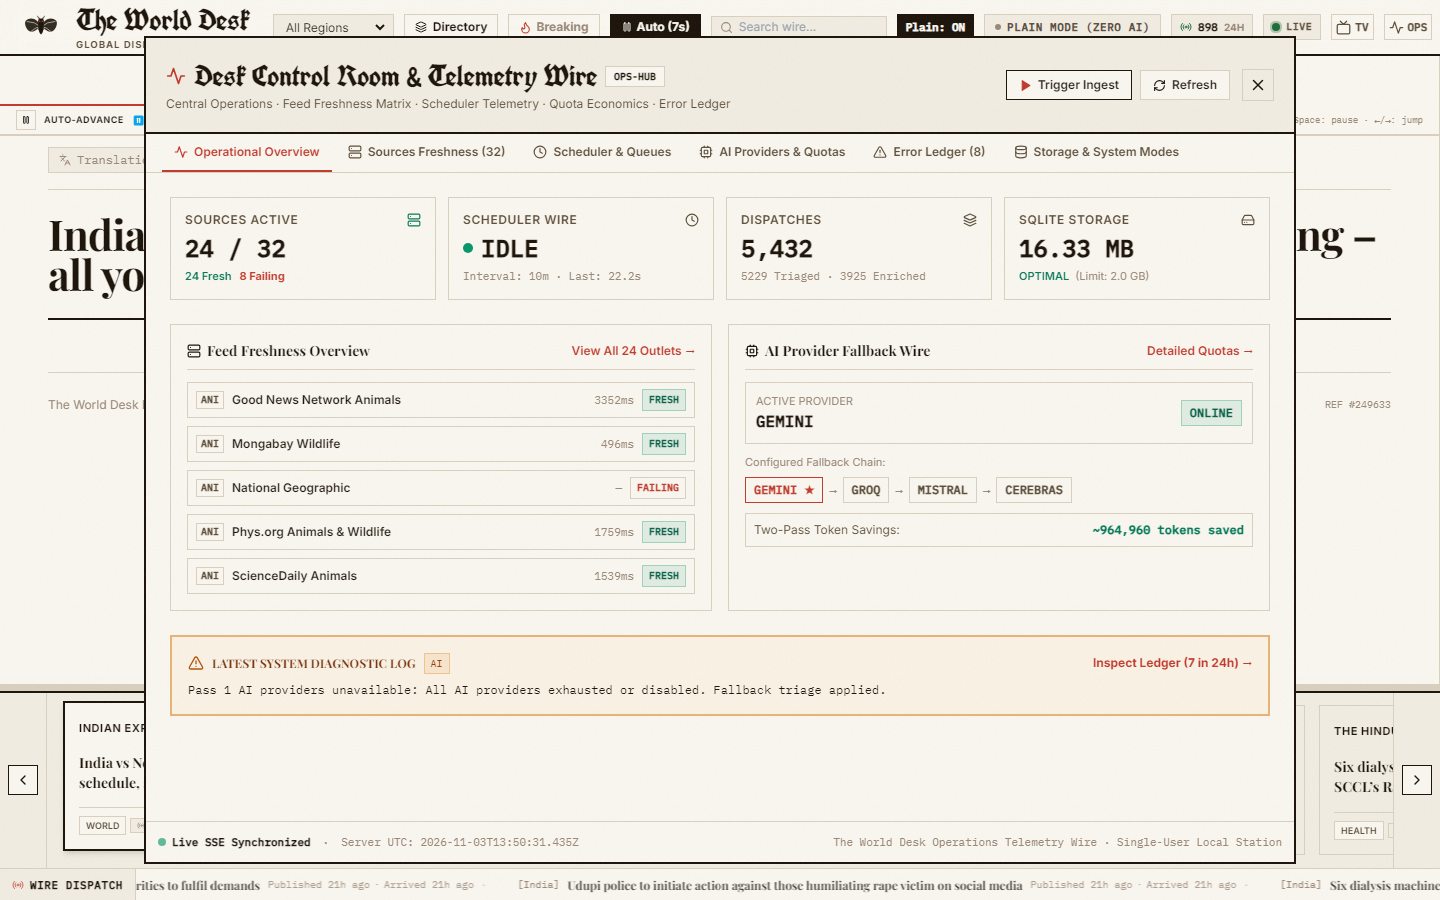 The World Desk
GLOBAL DIS
All Regions
Directory
Breaking
Auto (7s)
Search wire...
Plain: ON
PLAIN MODE (ZERO AI)
898 24H
LIVE
TV
OPS
Desk Control Room & Telemetry Wire
OPS-HUB
Central Operations · Feed Freshness Matrix · Scheduler Telemetry · Quota Economics · Error Ledger
Trigger Ingest
Refresh
AUTO-ADVANCE
Space: pause · ←/→: jump
Operational Overview
Sources Freshness (32)
Scheduler & Queues
AI Providers & Quotas
Error Ledger (8)
Storage & System Modes
Translatio
India
all yo
ng –
The World Desk
REF #249633
SOURCES ACTIVE
24 / 32
24 Fresh 8 Failing
SCHEDULER WIRE
IDLE
Interval: 10m · Last: 22.2s
DISPATCHES
5,432
5229 Triaged · 3925 Enriched
SQLITE STORAGE
16.33 MB
OPTIMAL (Limit: 2.0 GB)
Feed Freshness Overview
View All 24 Outlets →
ANI Good News Network Animals 3352ms FRESH
ANI Mongabay Wildlife 496ms FRESH
ANI National Geographic – FAILING
ANI Phys.org Animals & Wildlife 1759ms FRESH
ANI ScienceDaily Animals 1539ms FRESH
AI Provider Fallback Wire
Detailed Quotas →
ACTIVE PROVIDER
GEMINI
ONLINE
Configured Fallback Chain:
GEMINI ★ → GROQ → MISTRAL → CEREBRAS
Two-Pass Token Savings: ~964,960 tokens saved
LATEST SYSTEM DIAGNOSTIC LOG AI
Inspect Ledger (7 in 24h) →
Pass 1 AI providers unavailable: All AI providers exhausted or disabled. Fallback triage applied.
INDIAN EXP
India vs N
schedule,
WORLD
THE HINDU
Six dialys
SCCL's R
HEALTH
Live SSE Synchronized · Server UTC: 2026-11-03T13:50:31.435Z
The World Desk Operations Telemetry Wire · Single-User Local Station
WIRE DISPATCH
rities to fulfil demands Published 21h ago · Arrived 21h ago ·
[India] Udupi police to initiate action against those humiliating rape victim on social media Published 21h ago · Arrived 21h ago ·
[India] Six dialysis machine